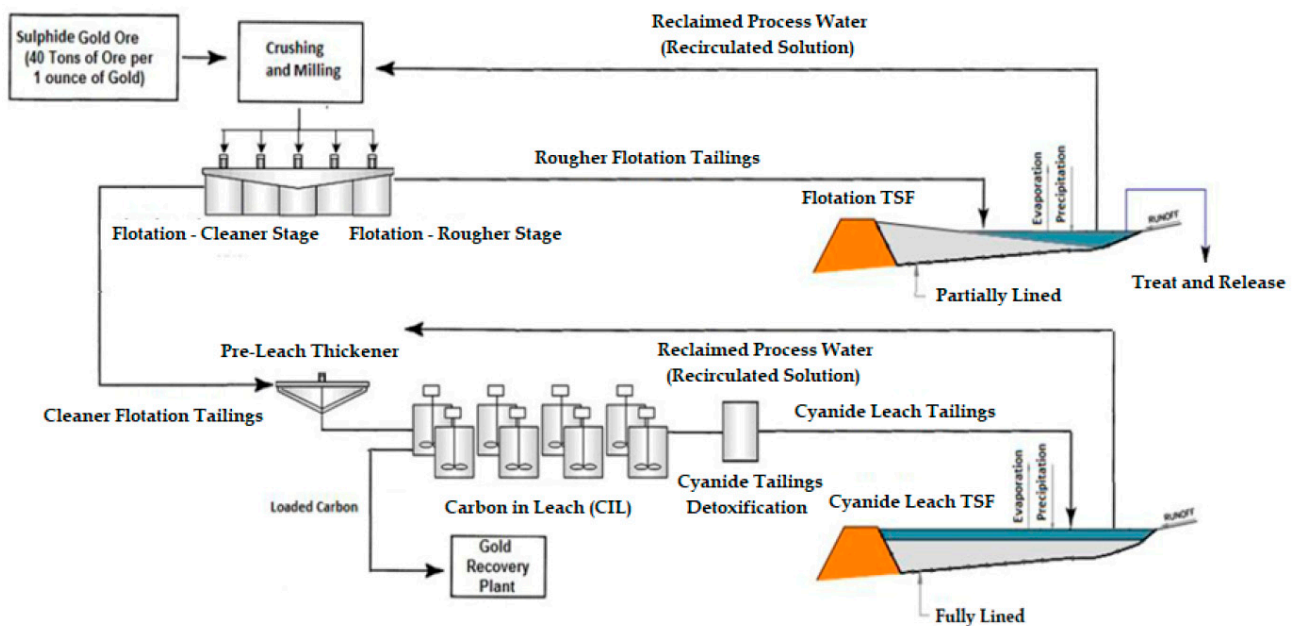 Sulphide Gold Ore
(40 Tons of Ore per
1 ounce of Gold)
Crushing
and Milling
Reclaimed Process Water
(Recirculated Solution)
Rougher Flotation Tailings
Flotation - Cleaner Stage
Flotation - Rougher Stage
Flotation TSF
Evaporation
Precipitation
RUNOFF
Partially Lined
Treat and Release
Pre-Leach Thickener
Reclaimed Process Water
(Recirculated Solution)
Cleaner Flotation Tailings
Cyanide Leach Tailings
Loaded Carbon
Carbon in Leach (CIL)
Cyanide Tailings
Detoxification
Cyanide Leach TSF
Evaporation
Precipitation
RUNOFF
Gold
Recovery
Plant
Fully Lined